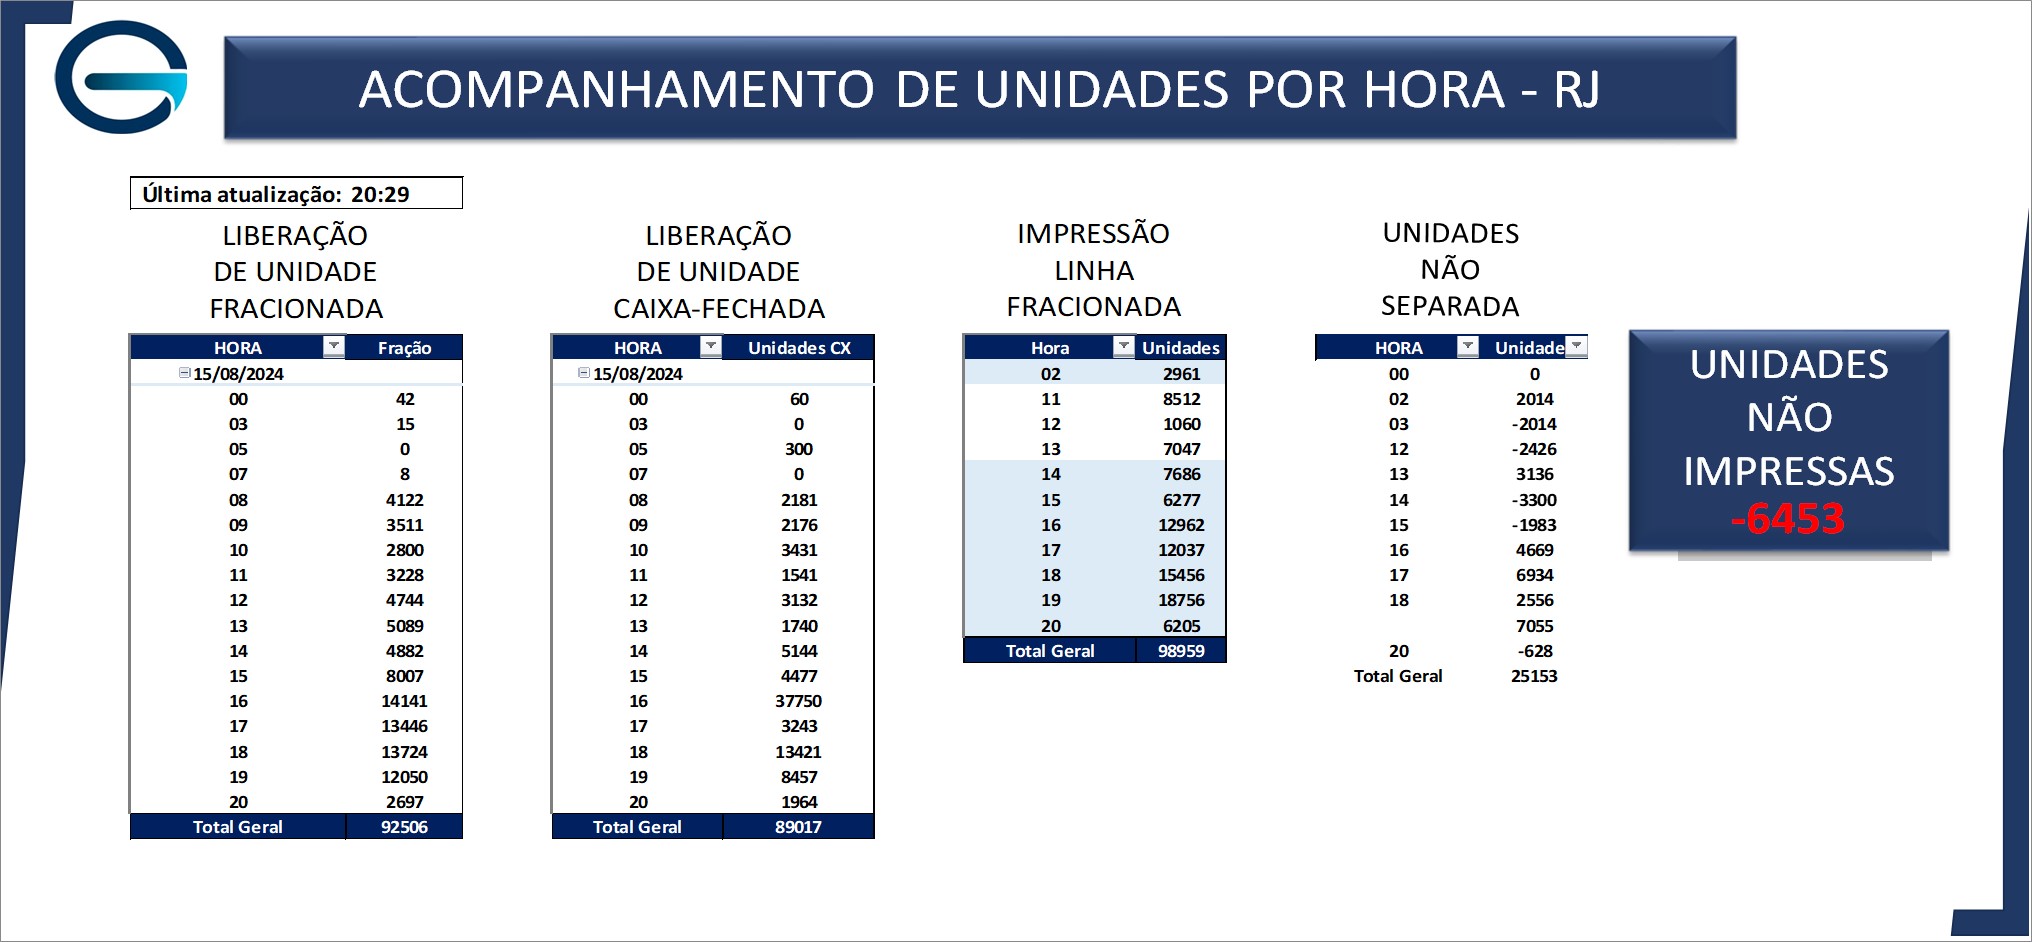 ACOMPANHAMENTO DE UNIDADES POR HORA - RJ
Última atualização: 20:29
LIBERAÇÃO
DE UNIDADE
FRACIONADA
HORA Fração
15/08/2024
00 42
03 15
05 0
07 8
08 4122
09 3511
10 2800
11 3228
12 4744
13 5089
14 4882
15 8007
16 14141
17 13446
18 13724
19 12050
20 2697
Total Geral 92506
LIBERAÇÃO
DE UNIDADE
CAIXA-FECHADA
HORA Unidades CX
15/08/2024
00 60
03 0
05 300
07 0
08 2181
09 2176
10 3431
11 1541
12 3132
13 1740
14 5144
15 4477
16 37750
17 3243
18 13421
19 8457
20 1964
Total Geral 89017
IMPRESSÃO
LINHA
FRACIONADA
Hora Unidades
02 2961
11 8512
12 1060
13 7047
14 7686
15 6277
16 12962
17 12037
18 15456
19 18756
20 6205
Total Geral 98959
UNIDADES
NÃO
SEPARADA
HORA Unidade
00 0
02 2014
03 -2014
12 -2426
13 3136
14 -3300
15 -1983
16 4669
17 6934
18 2556
7055
20 -628
Total Geral 25153
UNIDADES
NÃO
IMPRESSAS
-6453